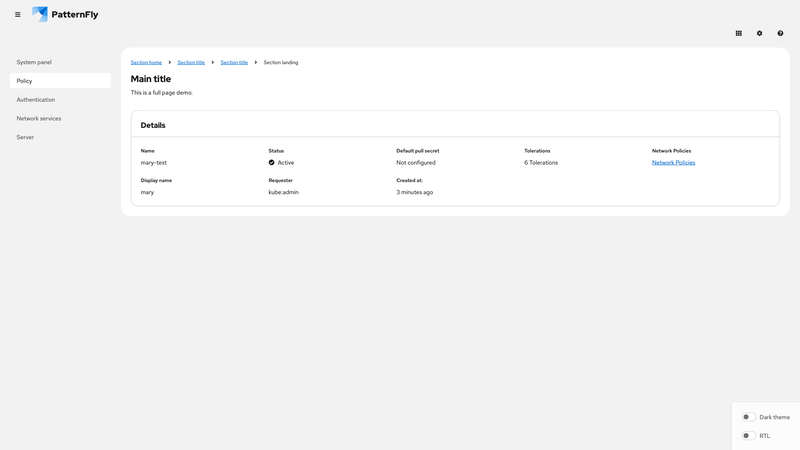 PatternFly
System panel
Policy
Authentication
Network services
Server
Section home Section title Section title Section landing
Main title
This is a full page demo.
Details
Name Status Default pull secret Tolerations Network Policies
mary-test Active Not configured 6 Tolerations Network Policies
Display name Requester Created at:
mary kube:admin 3 minutes ago
Dark theme
RTL